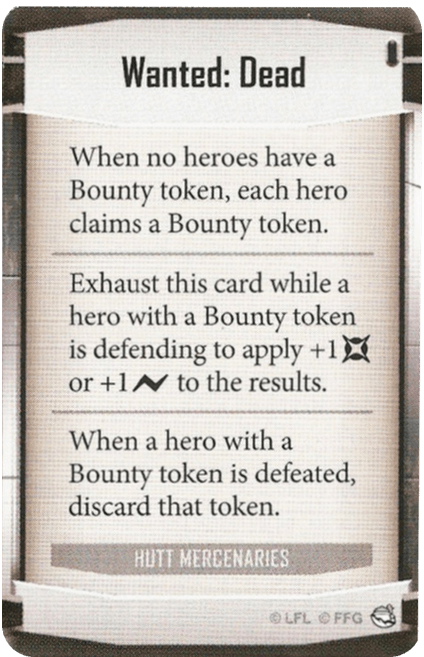 Wanted: Dead
When no heroes have a
Bounty token, each hero
claims a Bounty token.
Exhaust this card while a
hero with a Bounty token
is defending to apply +1
or +1 to the results.
When a hero with a
Bounty token is defeated,
discard that token.
HUTT MERCENARIES
© LFL © FFG